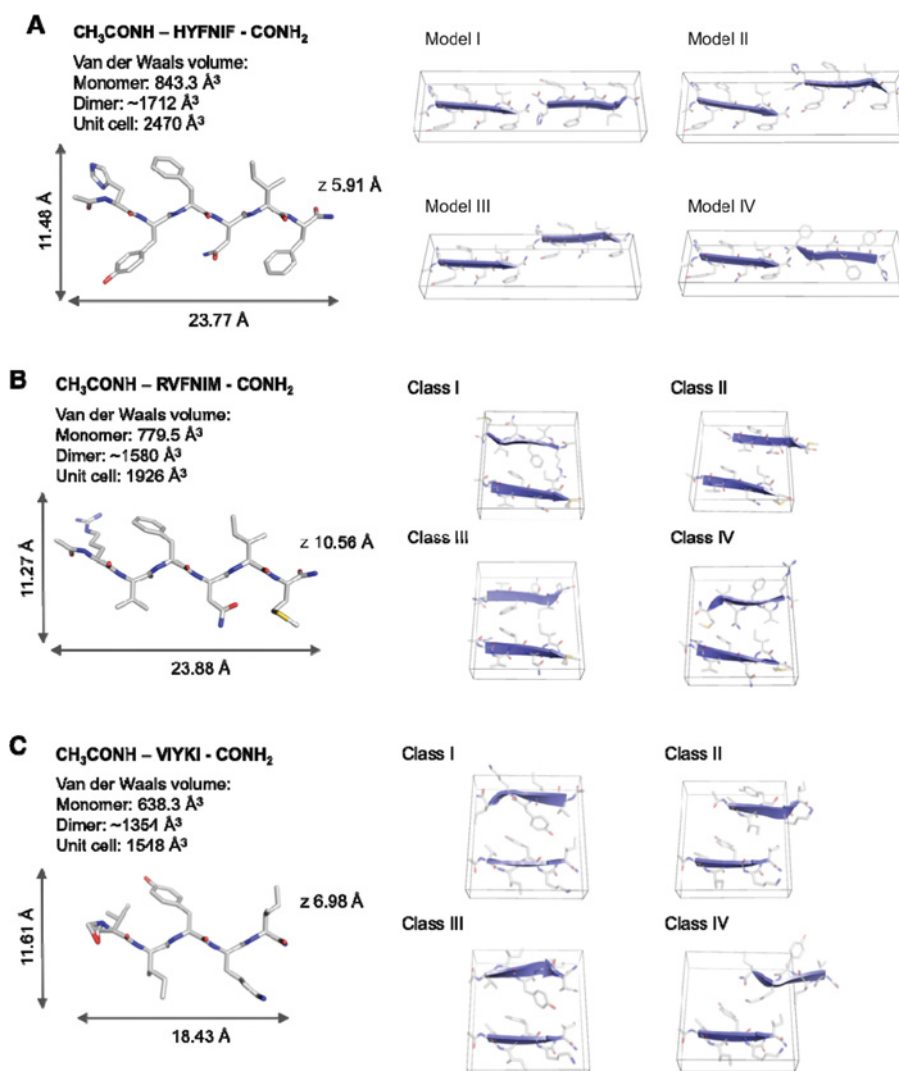 A
CH₃CONH – HYFNIF - CONH₂
Van der Waals volume:
Monomer: 843.3 Å³
Dimer: ~1712 Å³
Unit cell: 2470 Å³
11.48 Å
z 5.91 Å
23.77 Å
Model I
Model II
Model III
Model IV
B
CH₃CONH – RVFNIM - CONH₂
Van der Waals volume:
Monomer: 779.5 Å³
Dimer: ~1580 Å³
Unit cell: 1926 Å³
11.27 Å
z 10.56 Å
23.88 Å
Class I
Class II
Class III
Class IV
C
CH₃CONH – VIYKI - CONH₂
Van der Waals volume:
Monomer: 638.3 Å³
Dimer: ~1354 Å³
Unit cell: 1548 Å³
11.61 Å
z 6.98 Å
18.43 Å
Class I
Class II
Class III
Class IV